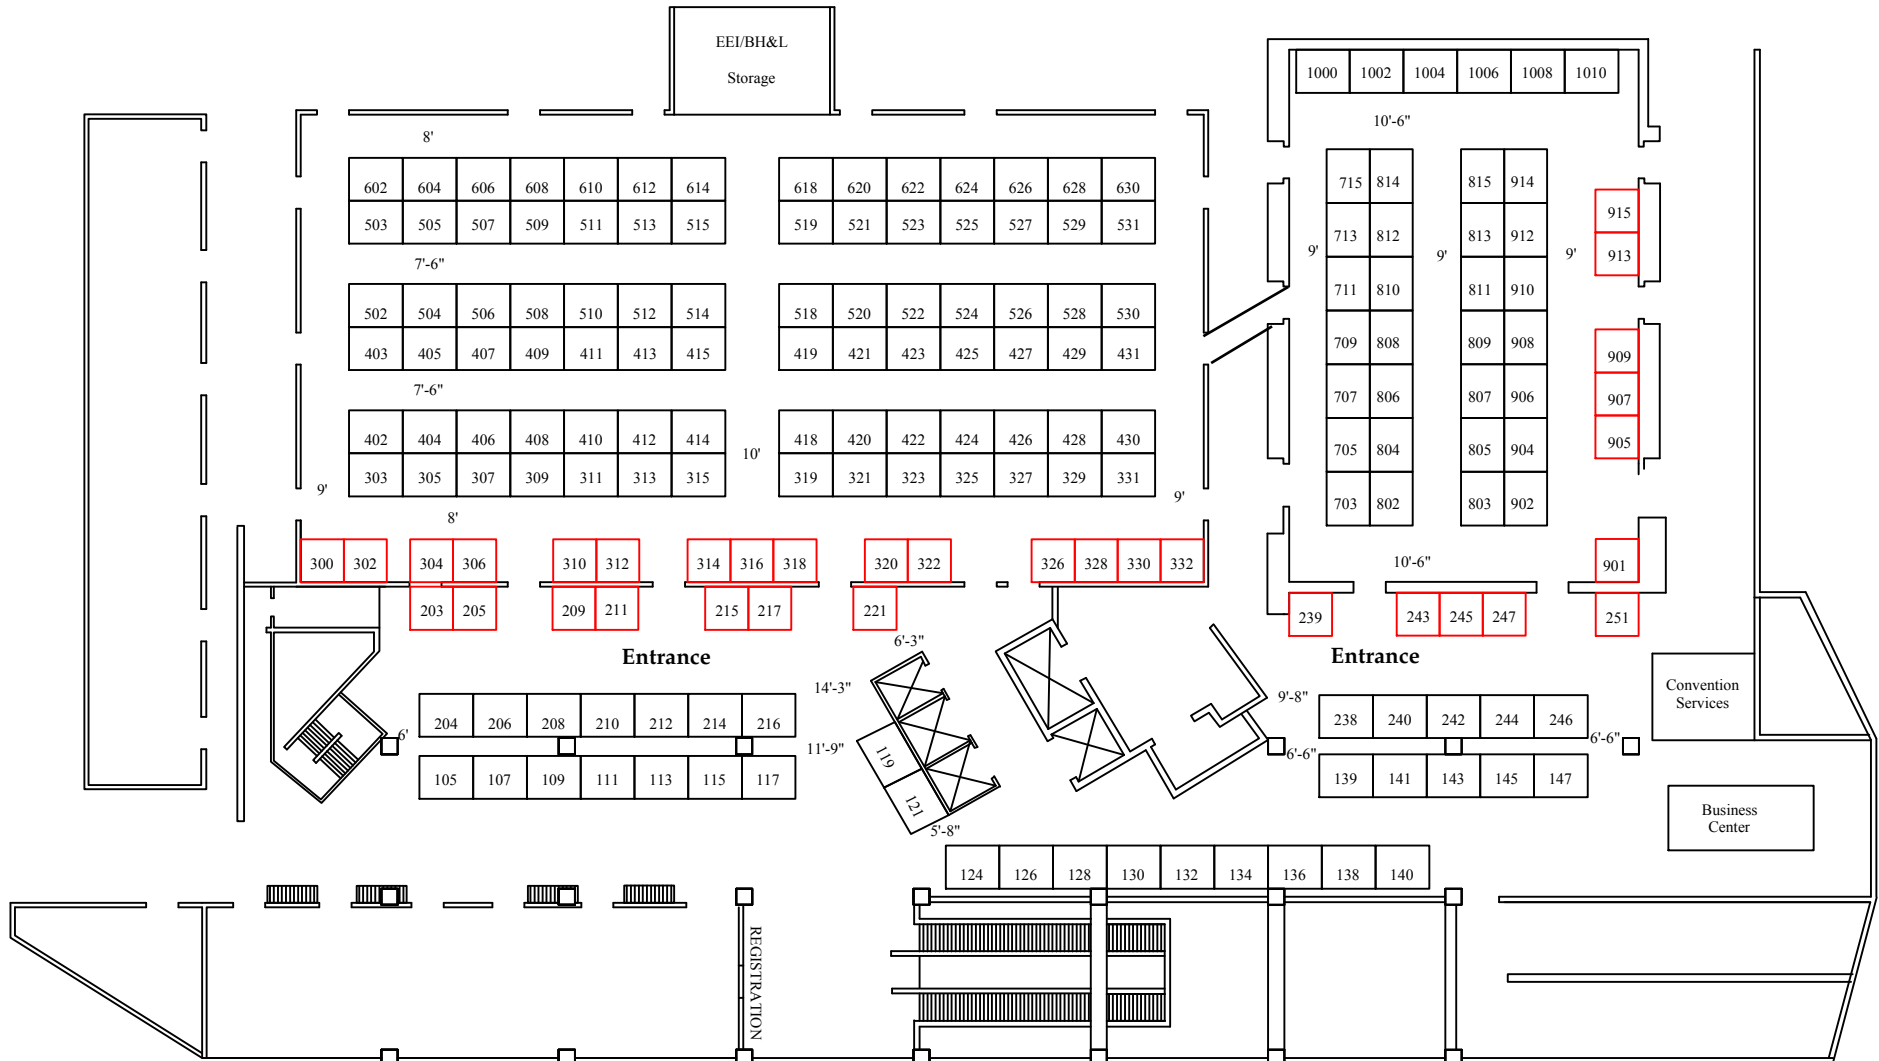 EEI/BH&L
Storage
1000 1002 1004 1006 1008 1010
8'
10'-6"
602 604 606 608 610 612 614 618 620 622 624 626 628 630
503 505 507 509 511 513 515 519 521 523 525 527 529 531
7'-6"
502 504 506 508 510 512 514 518 520 522 524 526 528 530
403 405 407 409 411 413 415 419 421 423 425 427 429 431
7'-6"
402 404 406 408 410 412 414 418 420 422 424 426 428 430
10'
303 305 307 309 311 313 315 319 321 323 325 327 329 331
9' 9'
8'
715 814 815 914
915
713 812 813 912
9' 9' 9'
913
711 810 811 910
709 808 809 908
909
707 806 807 906
907
705 804 805 904
905
703 802 803 902
300 302 304 306 310 312 314 316 318 320 322 326 328 330 332
10'-6"
901
203 205 209 211 215 217 221
239 243 245 247 251
6'-3"
Entrance
Entrance
14'-3"
9'-8"
Convention
Services
204 206 208 210 212 214 216
238 240 242 244 246
6'
11'-9"
6'-6"
6'-6"
119
105 107 109 111 113 115 117
139 141 143 145 147
121
5'-8"
Business
Center
124 126 128 130 132 134 136 138 140
REGISTRATION